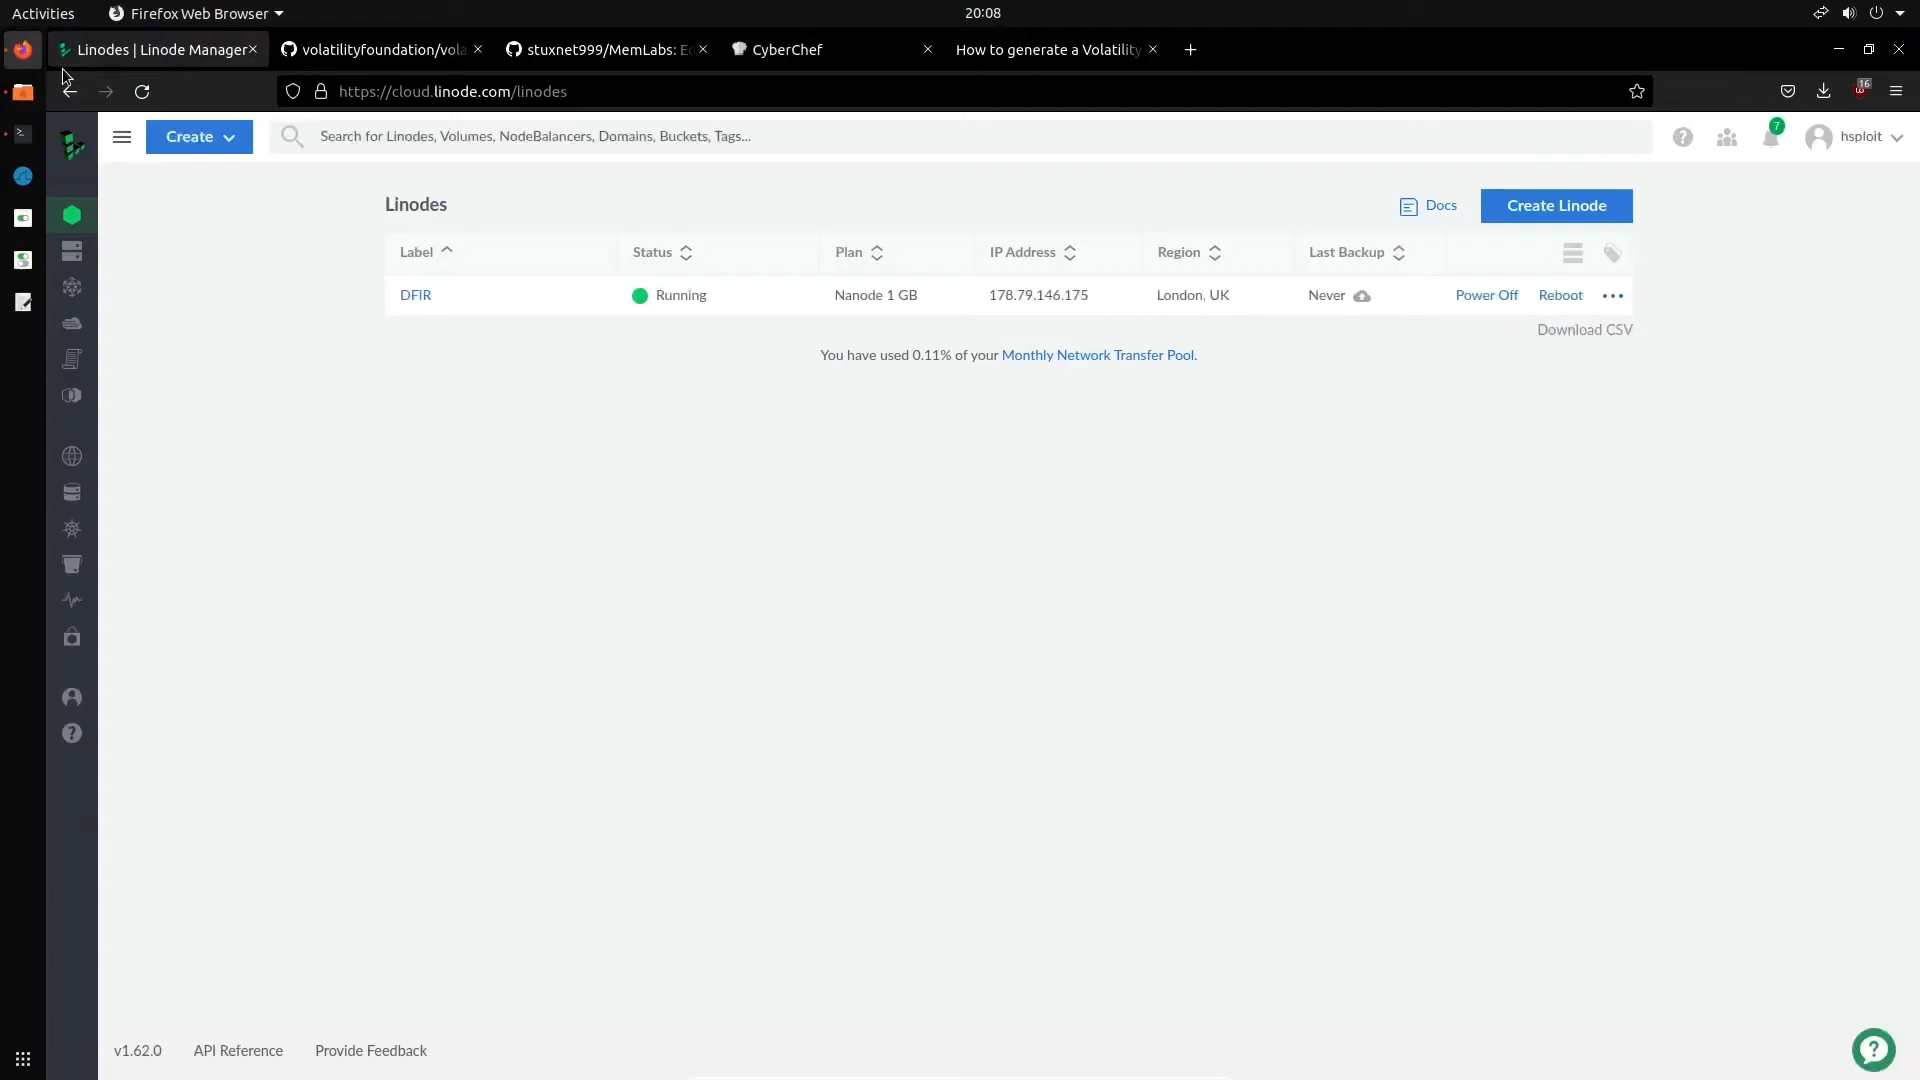 Activities
Firefox Web Browser
20:08
Linodes | Linode Manager
volatilityfoundation/vola
stuxnet999/MemLabs: E
CyberChef
How to generate a Volatility
https://cloud.linode.com/linodes
16
Create
Search for Linodes, Volumes, NodeBalancers, Domains, Buckets, Tags...
7
hsploit
Linodes
Docs
Create Linode
Label
Status
Plan
IP Address
Region
Last Backup
DFIR
Running
Nanode 1 GB
178.79.146.175
London, UK
Never
Power Off
Reboot
Download CSV
You have used 0.11% of your Monthly Network Transfer Pool.
v1.62.0
API Reference
Provide Feedback